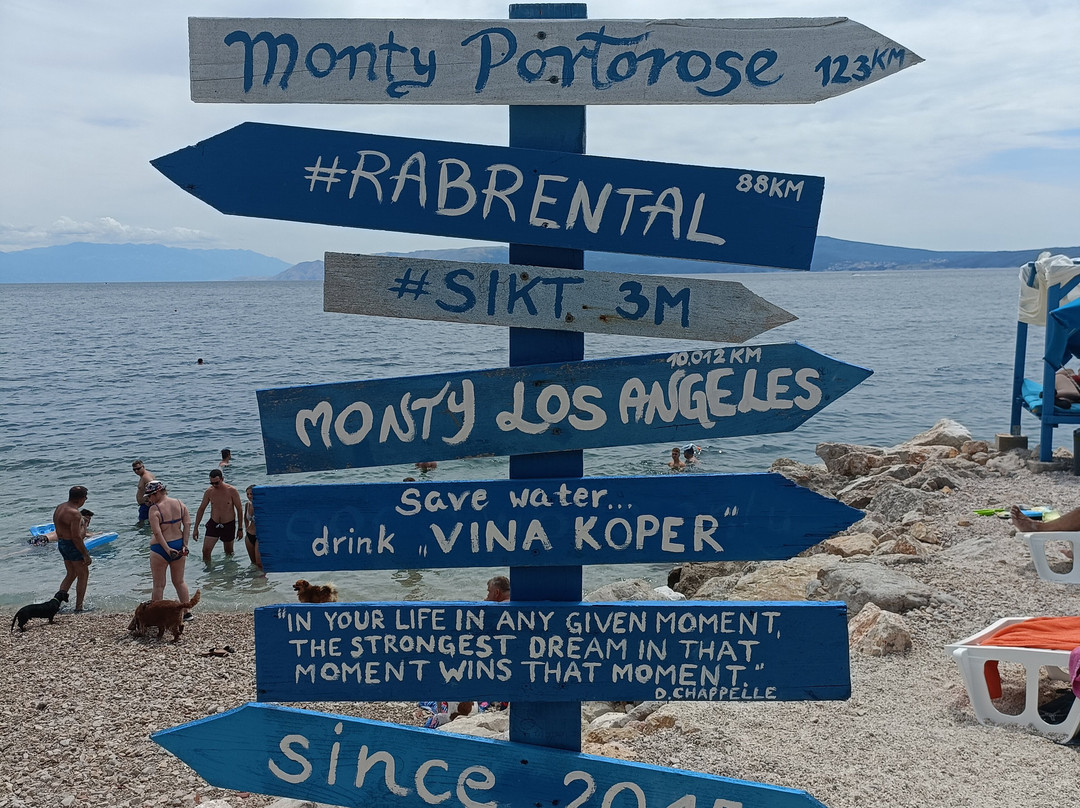 Monty Portorose 123KM
#RABRENTAL 88KM
#SIKT 3M
10,012 KM
MONTY LOS ANGELES
Save water...
drink „VINA KOPER"
"IN YOUR LIFE IN ANY GIVEN MOMENT,
THE STRONGEST DREAM IN THAT
MOMENT WINS THAT MOMENT."
D.CHAPPELLE
since